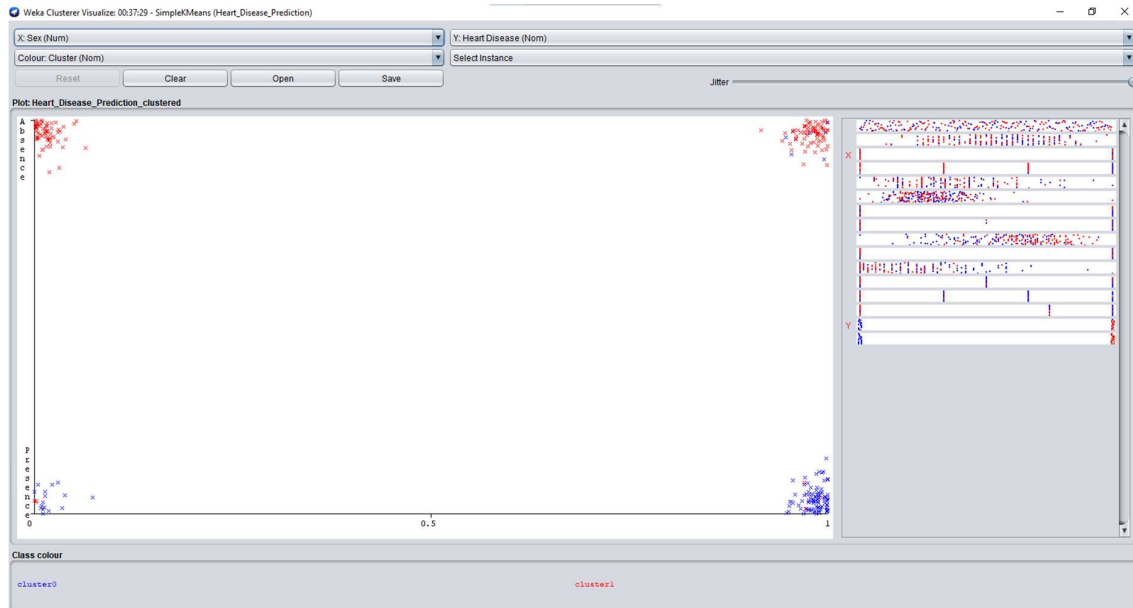 Weka Clusterer Visualize: 00:37:29 - SimpleKMeans (Heart_Disease_Prediction)
X: Sex (Num) Y: Heart Disease (Nom)
Colour: Cluster (Nom) Select Instance
Reset Clear Open Save Jitter
Plot: Heart_Disease_Prediction_clustered
Absence
Presence
0 0.5 1
X
Y
Class colour
cluster0 cluster1